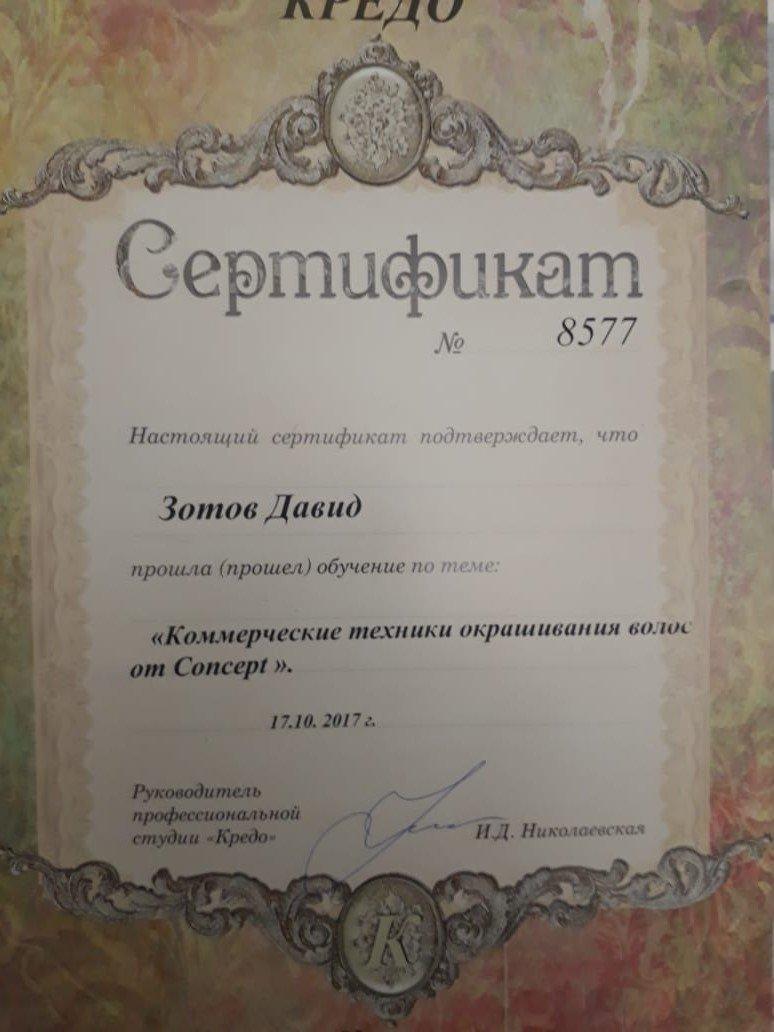 КРЕДО
Сертификат
№ 8577
Настоящий сертификат подтверждает, что
Зотов Давид
прошла (прошел) обучение по теме:
«Коммерческие техники окрашивания волос
от Concept ».
17.10. 2017 г.
Руководитель
профессиональной
студии «Кредо»
И.Д. Николаевская
К